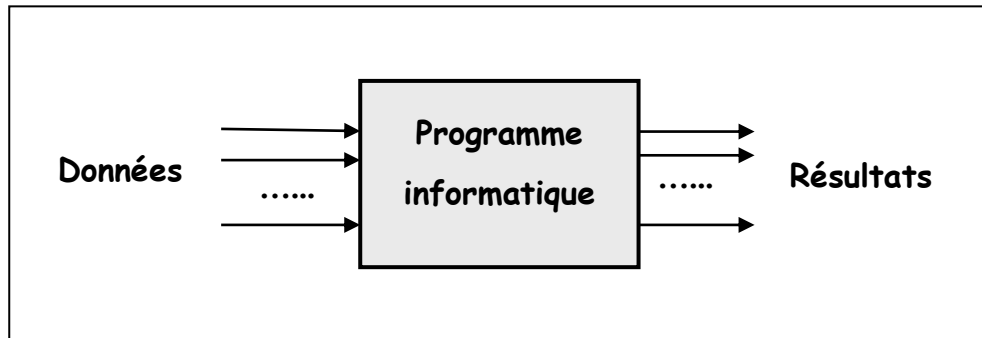 Données
......
Programme
informatique
......
Résultats